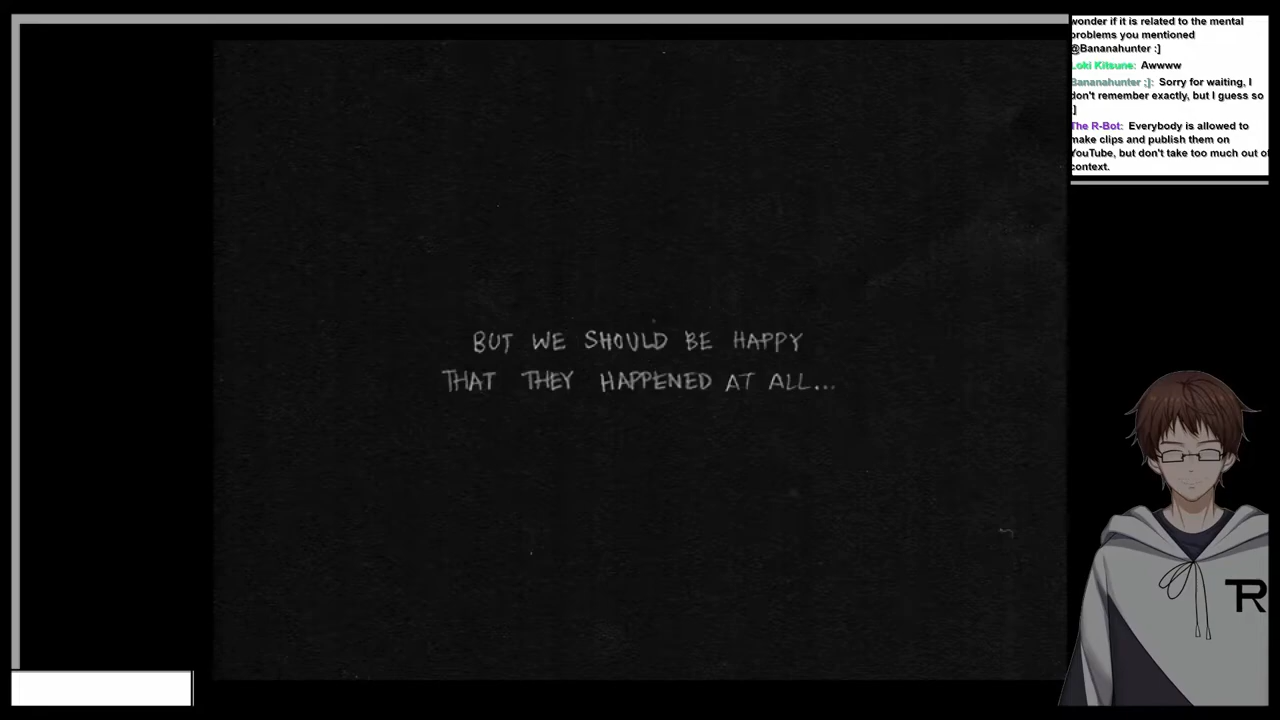 wonder if it is related to the mental
problems you mentioned
@Bananahunter :]
Loki Kitsune: Awwww
Bananahunter ;]: Sorry for waiting, I
don't remember exactly, but I guess so
:]
The R-Bot: Everybody is allowed to
make clips and publish them on
YouTube, but don't take too much out of
context.
BUT WE SHOULD BE HAPPY
THAT THEY HAPPENED AT ALL...
TR